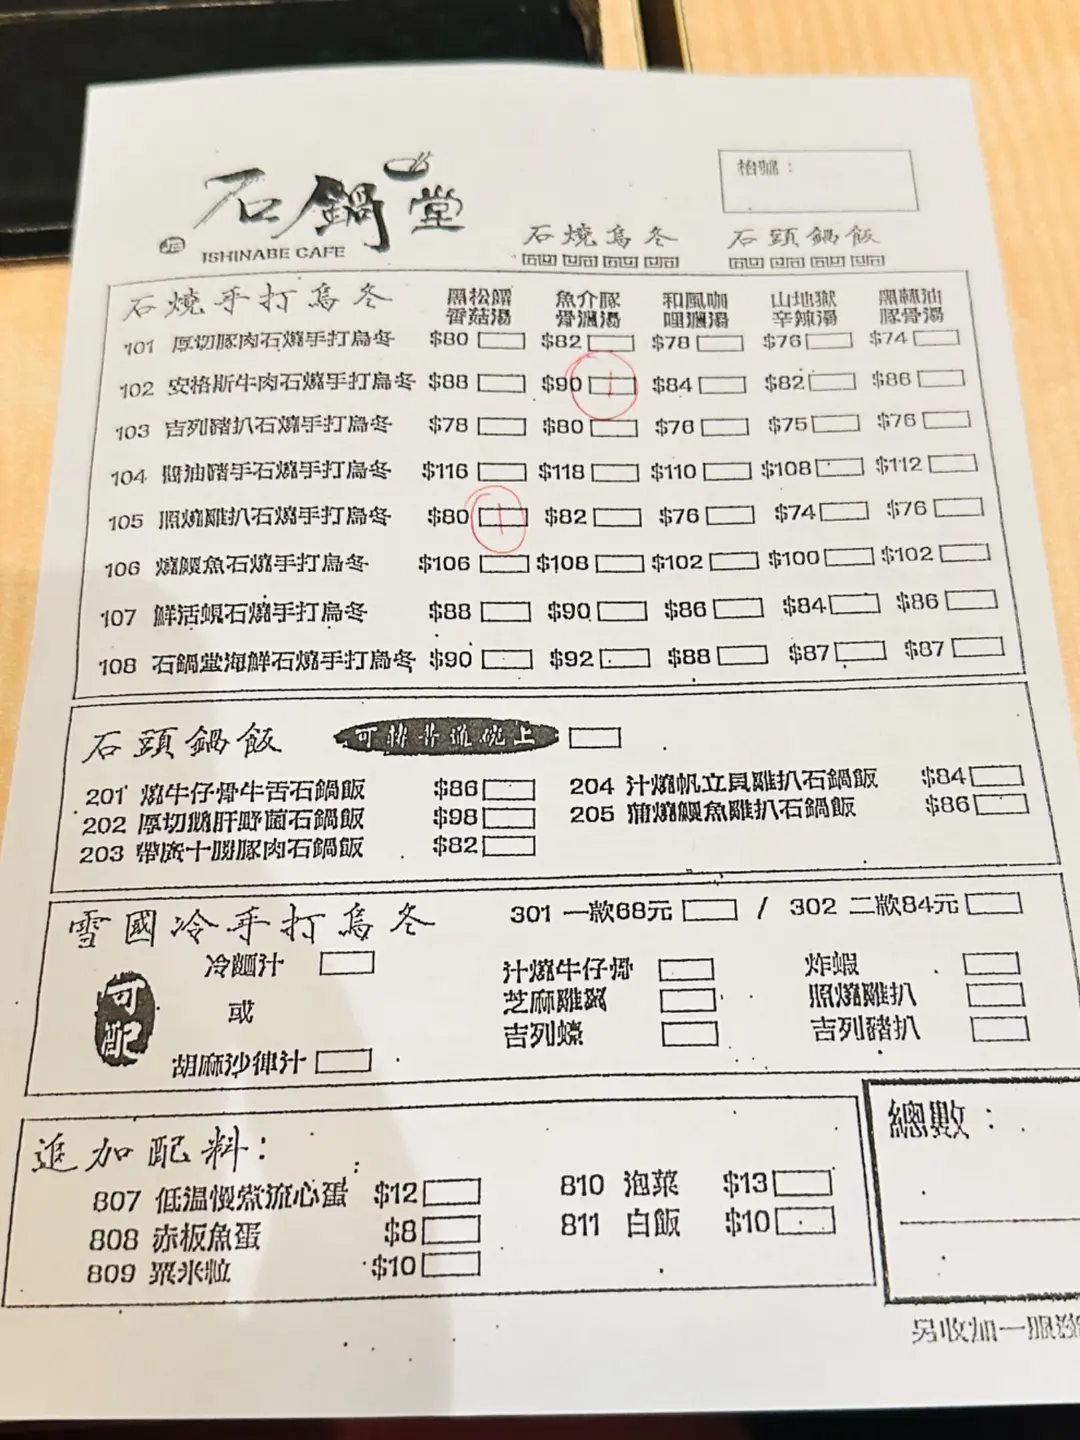 石鍋堂
ISHINABE CAFE
枱號：
石燒烏冬 石頭鍋飯
石燒手打烏冬 黑松露香菇湯 魚介豚骨湯 和風咖哩湯 山地獄辛辣湯 黑蒜油豚骨湯
101 厚切豚肉石燒手打烏冬 $80 $82 $78 $76 $74
102 安格斯牛肉石燒手打烏冬 $88 $90 1 $84 $82 $86
103 吉列豬扒石燒手打烏冬 $78 $80 $76 $75 $76
104 醬油豬手石燒手打烏冬 $116 $118 $110 $108 $112
105 照燒雞扒石燒手打烏冬 $80 1 $82 $76 $74 $76
106 燒鰻魚石燒手打烏冬 $106 $108 $102 $100 $102
107 鮮活蜆石燒手打烏冬 $88 $90 $86 $84 $86
108 石鍋堂海鮮石燒手打烏冬 $90 $92 $88 $87 $87
石頭鍋飯
201 燒牛仔骨牛舌石鍋飯 $86 204 汁燒帆立貝雞扒石鍋飯 $84
202 厚切鵝肝野菌石鍋飯 $98 205 蒲燒鰻魚雞扒石鍋飯 $86
203 帶廣十勝豚肉石鍋飯 $82
雪國冷手打烏冬 301 一款68元 / 302 二款84元
可配
冷麵汁 汁燒牛仔骨 炸蝦
或 芝麻雞翼 照燒雞扒
吉列蠔 吉列豬扒
胡麻沙律汁
追加配料：
807 低溫慢煮流心蛋 $12 810 泡菜 $13
808 赤板魚蛋 $8 811 白飯 $10
809 粟米粒 $10
總數：
另收加一服